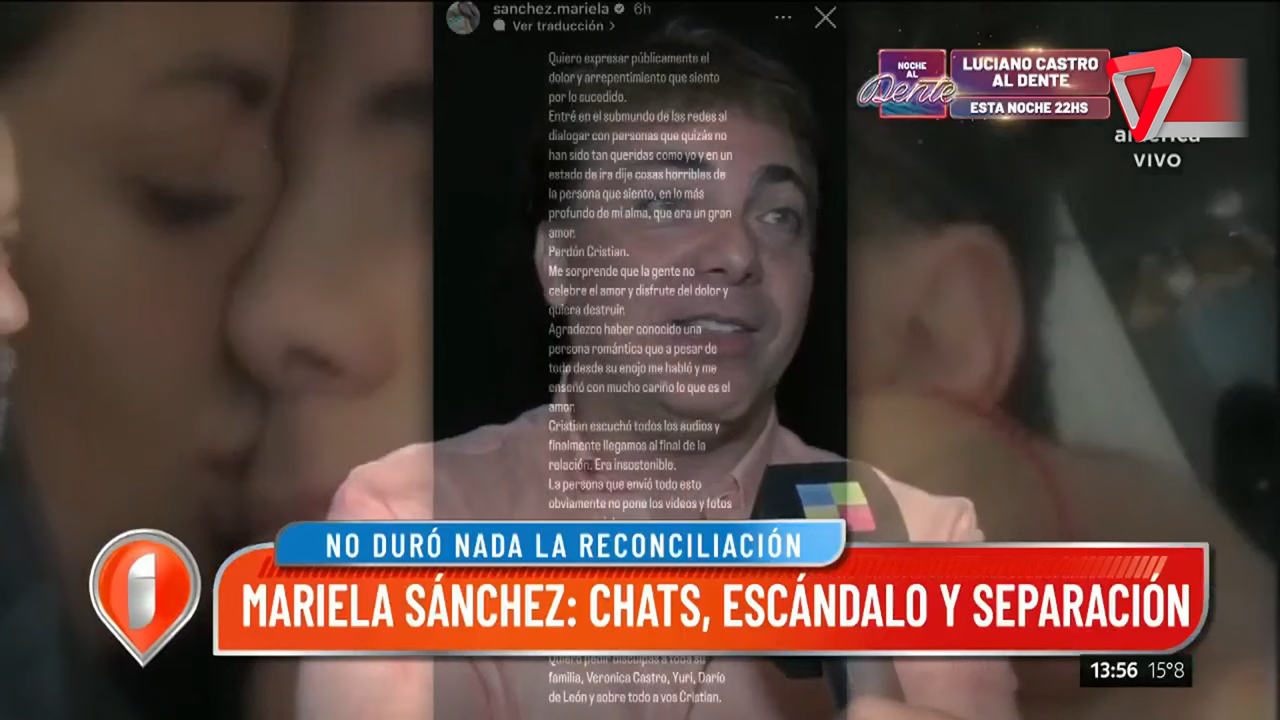 sanchez.mariela 6h
Ver traducción >
Quiero expresar públicamente el
dolor y arrepentimiento que siento
por lo sucedido.
Entré en el submundo de las redes al
dialogar con personas que quizás no
han sido tan queridas como yo y en un
estado de ira dije cosas horribles de
la persona que siento, en lo más
profundo de mi alma, que era un gran
amor.
Perdón Cristian.
Me sorprende que la gente no
celebre el amor y disfrute del dolor y
quiera destruir.
Agradezco haber conocido una
persona romántica que a pesar de
todo desde su enojo me habló y me
enseñó con mucho cariño lo que es el
amor.
Cristian escuchó todos los audios y
finalmente llegamos al final de la
relación. Era insostenible.
La persona que envió todo esto
obviamente no pone los videos y fotos
Quiero pedir disculpas a toda su
familia, Veronica Castro, Yuri, Darío
de León y sobre todo a vos Cristian.
NOCHE
AL
Dente
LUCIANO CASTRO
AL DENTE
ESTA NOCHE 22HS
VIVO
NO DURÓ NADA LA RECONCILIACIÓN
MARIELA SÁNCHEZ: CHATS, ESCÁNDALO Y SEPARACIÓN
13:56 15°8